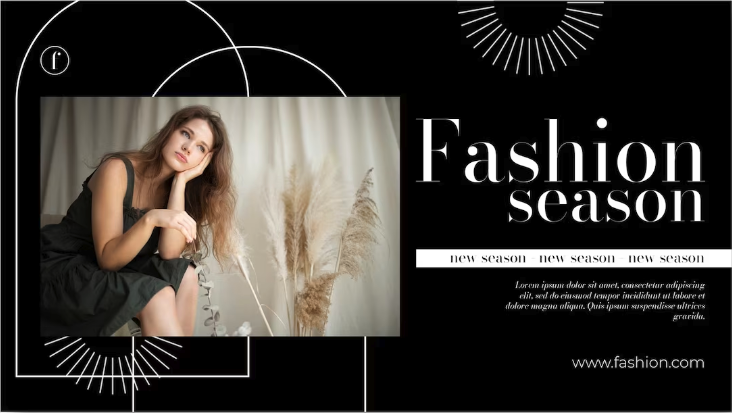 f
Fashion
season
new season - new season - new season
Lorem ipsum dolor sit amet, consectetur adipiscing
elit, sed do eiusmod tempor incididunt ut labore et
dolore magna aliqua. Quis ipsum suspendisse ultrices
gravida.
www.fashion.com